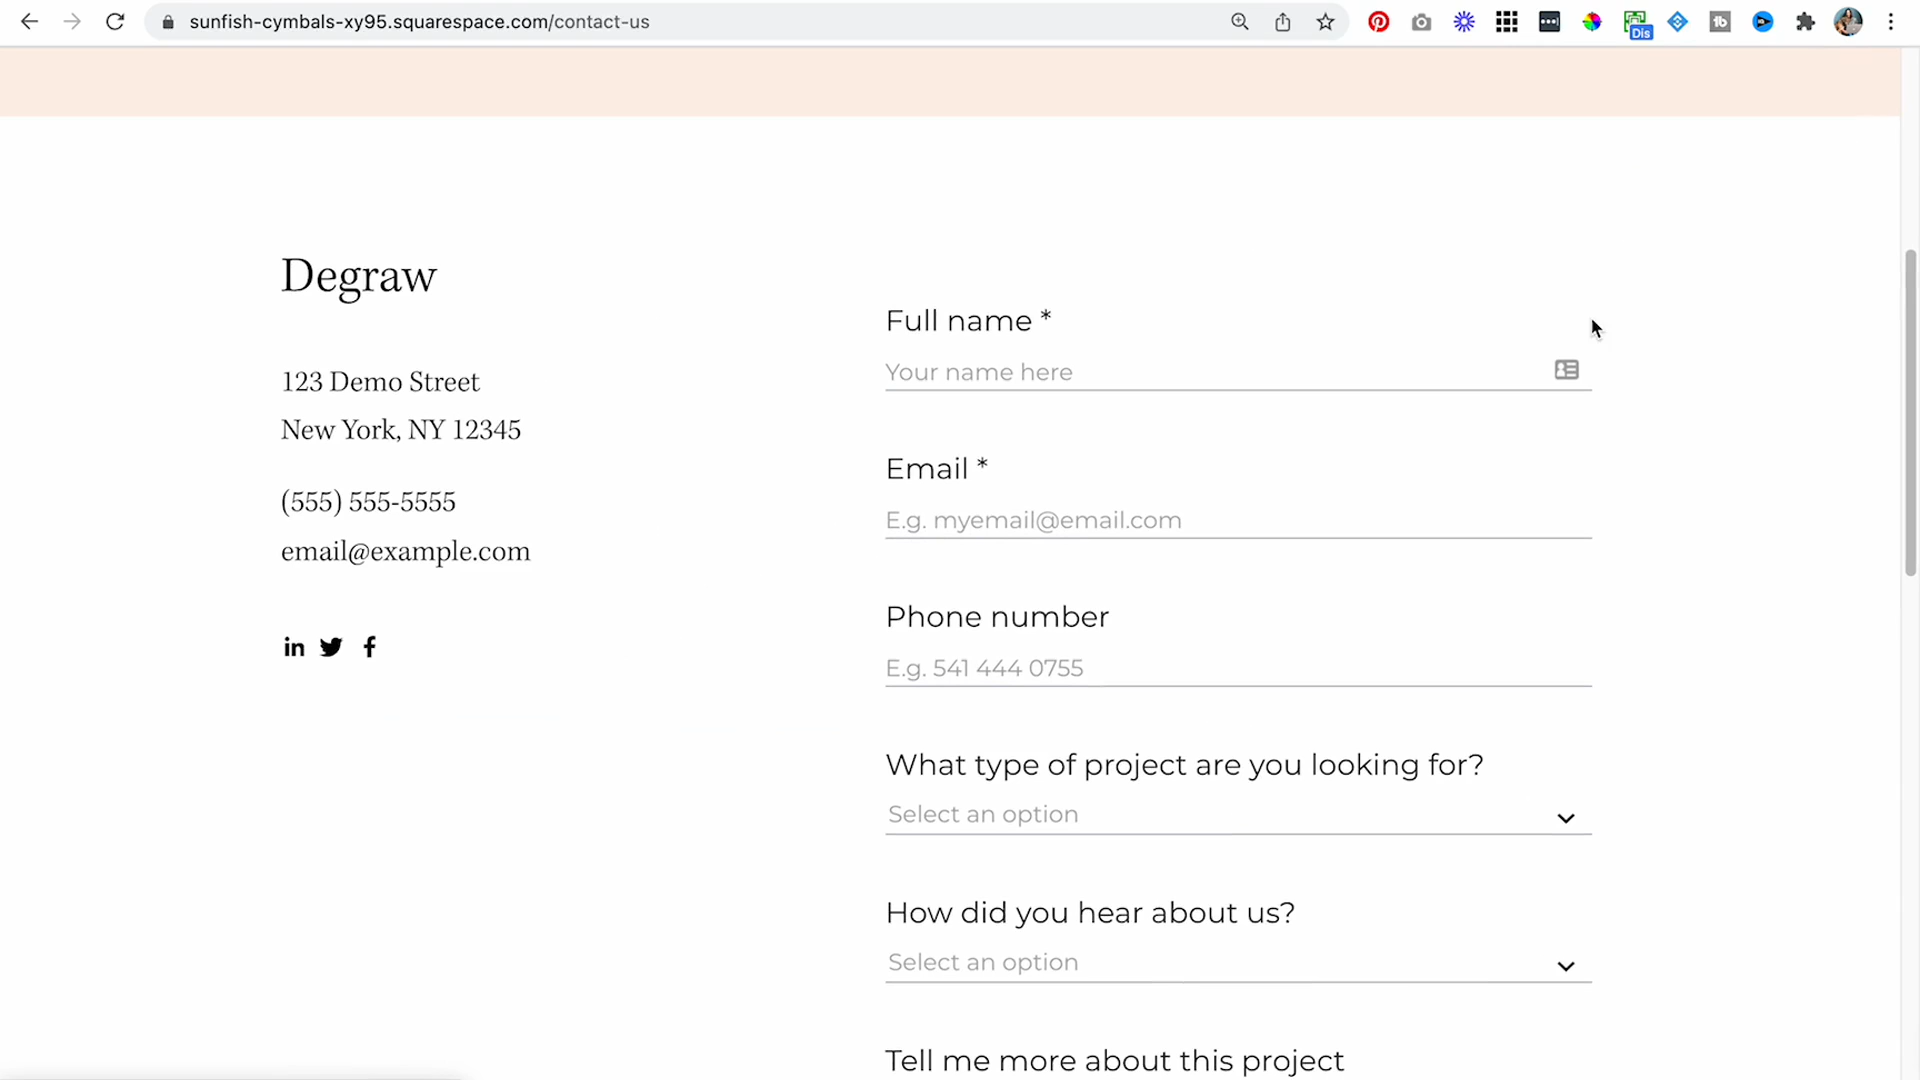 sunfish-cymbals-xy95.squarespace.com/contact-us
Dis
tb
Degraw
123 Demo Street
New York, NY 12345
(555) 555-5555
email@example.com
in
Full name *
Your name here
Email *
E.g. myemail@email.com
Phone number
E.g. 541 444 0755
What type of project are you looking for?
Select an option
How did you hear about us?
Select an option
Tell me more about this project